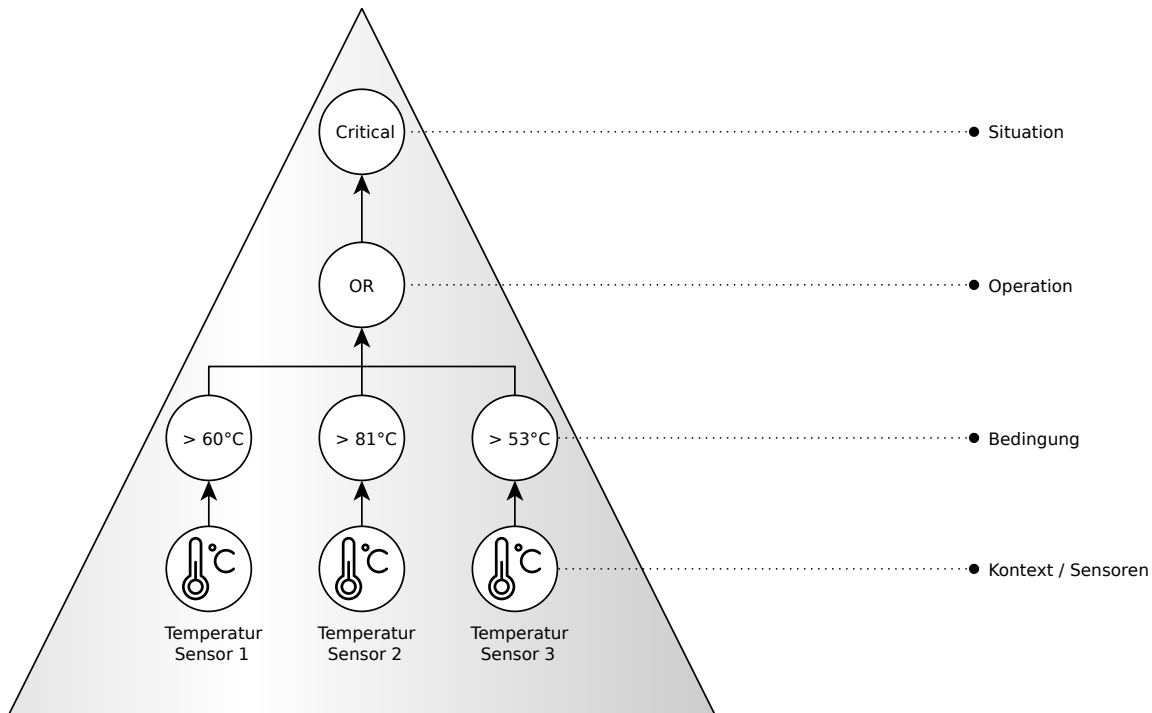 Critical
Situation
OR
Operation
> 60°C
> 81°C
> 53°C
Bedingung
°C
°C
°C
Kontext / Sensoren
Temperatur
Sensor 1
Temperatur
Sensor 2
Temperatur
Sensor 3